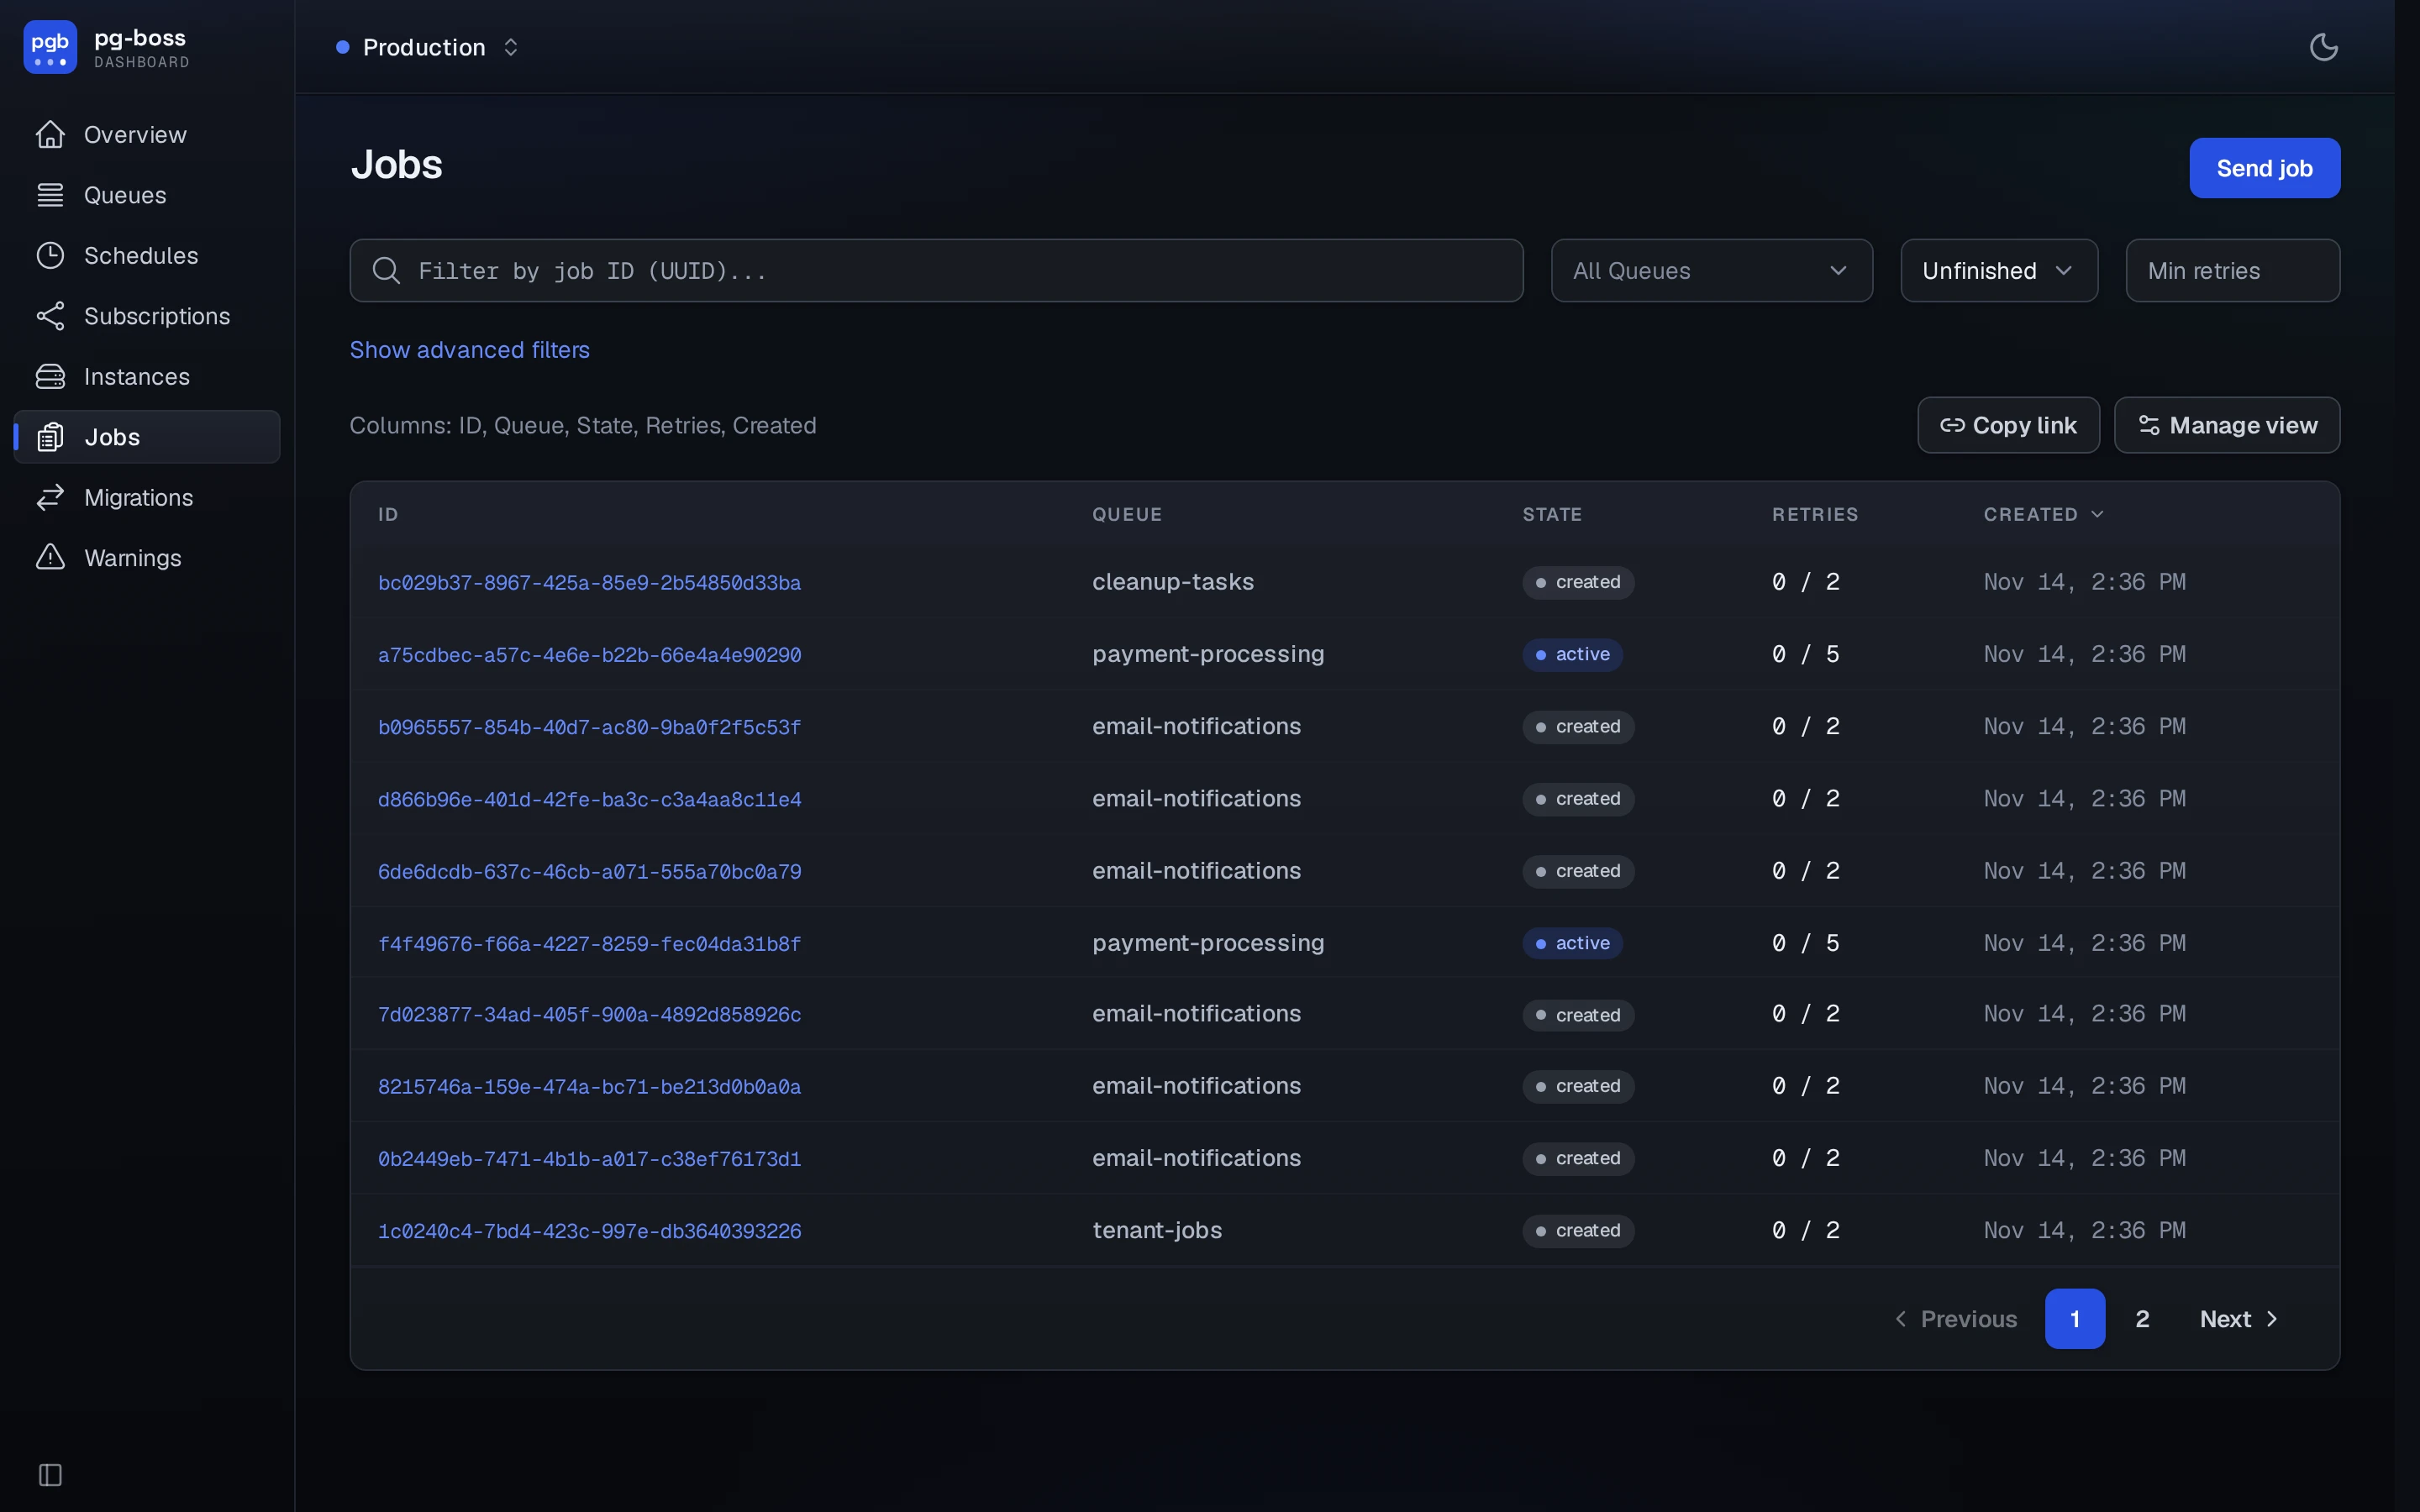 pgb
pg-boss
DASHBOARD
Production
Overview
Queues
Schedules
Subscriptions
Instances
Jobs
Migrations
Warnings
Jobs
Send job
Filter by job ID (UUID)...
All Queues
Unfinished
Min retries
Show advanced filters
Columns: ID, Queue, State, Retries, Created
Copy link
Manage view
ID QUEUE STATE RETRIES CREATED
bc029b37-8967-425a-85e9-2b54850d33ba cleanup-tasks created 0 / 2 Nov 14, 2:36 PM
a75cdbec-a57c-4e6e-b22b-66e4a4e90290 payment-processing active 0 / 5 Nov 14, 2:36 PM
b0965557-854b-40d7-ac80-9ba0f2f5c53f email-notifications created 0 / 2 Nov 14, 2:36 PM
d866b96e-401d-42fe-ba3c-c3a4aa8c11e4 email-notifications created 0 / 2 Nov 14, 2:36 PM
6de6dcdb-637c-46cb-a071-555a70bc0a79 email-notifications created 0 / 2 Nov 14, 2:36 PM
f4f49676-f66a-4227-8259-fec04da31b8f payment-processing active 0 / 5 Nov 14, 2:36 PM
7d023877-34ad-405f-900a-4892d858926c email-notifications created 0 / 2 Nov 14, 2:36 PM
8215746a-159e-474a-bc71-be213d0b0a0a email-notifications created 0 / 2 Nov 14, 2:36 PM
0b2449eb-7471-4b1b-a017-c38ef76173d1 email-notifications created 0 / 2 Nov 14, 2:36 PM
1c0240c4-7bd4-423c-997e-db3640393226 tenant-jobs created 0 / 2 Nov 14, 2:36 PM
Previous 1 2 Next